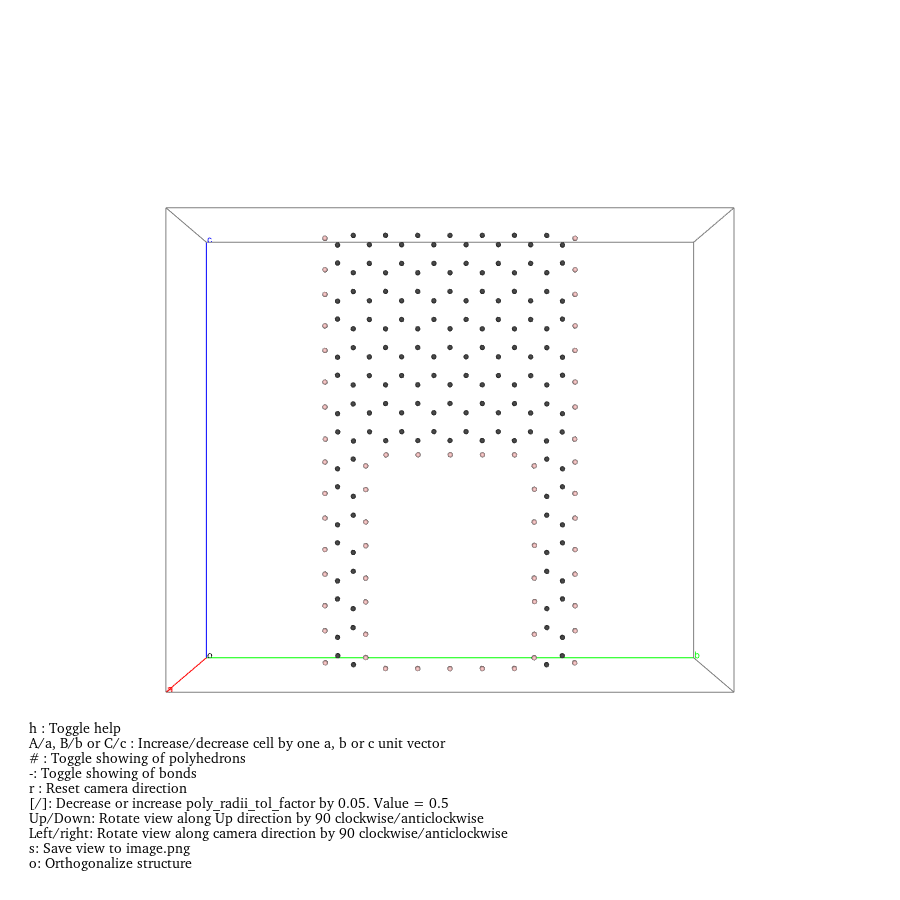 c
o
b
a
h : Toggle help
A/a, B/b or C/c : Increase/decrease cell by one a, b or c unit vector
# : Toggle showing of polyhedrons
-: Toggle showing of bonds
r : Reset camera direction
[/]: Decrease or increase poly_radii_tol_factor by 0.05. Value = 0.5
Up/Down: Rotate view along Up direction by 90 clockwise/anticlockwise
Left/right: Rotate view along camera direction by 90 clockwise/anticlockwise
s: Save view to image.png
o: Orthogonalize structure